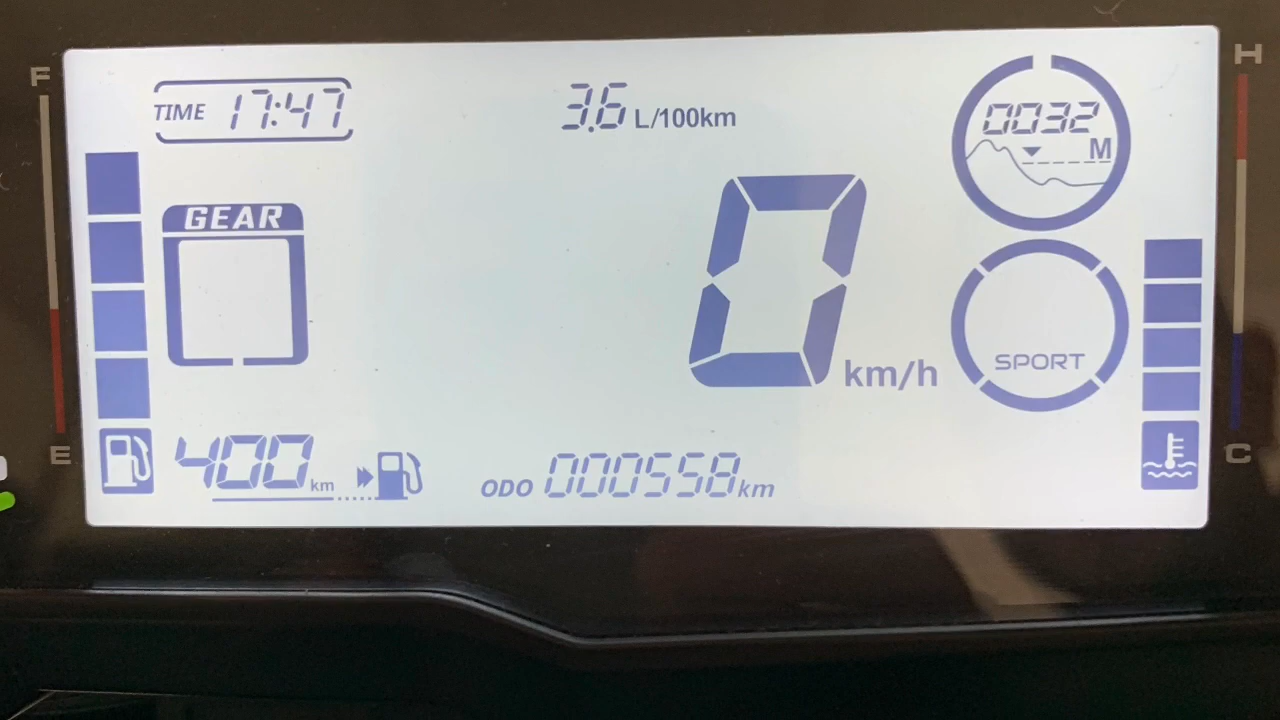 F
H
TIME 17:47
3.6 L/100km
0032
M
GEAR
0 km/h
SPORT
E
C
400 km
ODO 000558 km